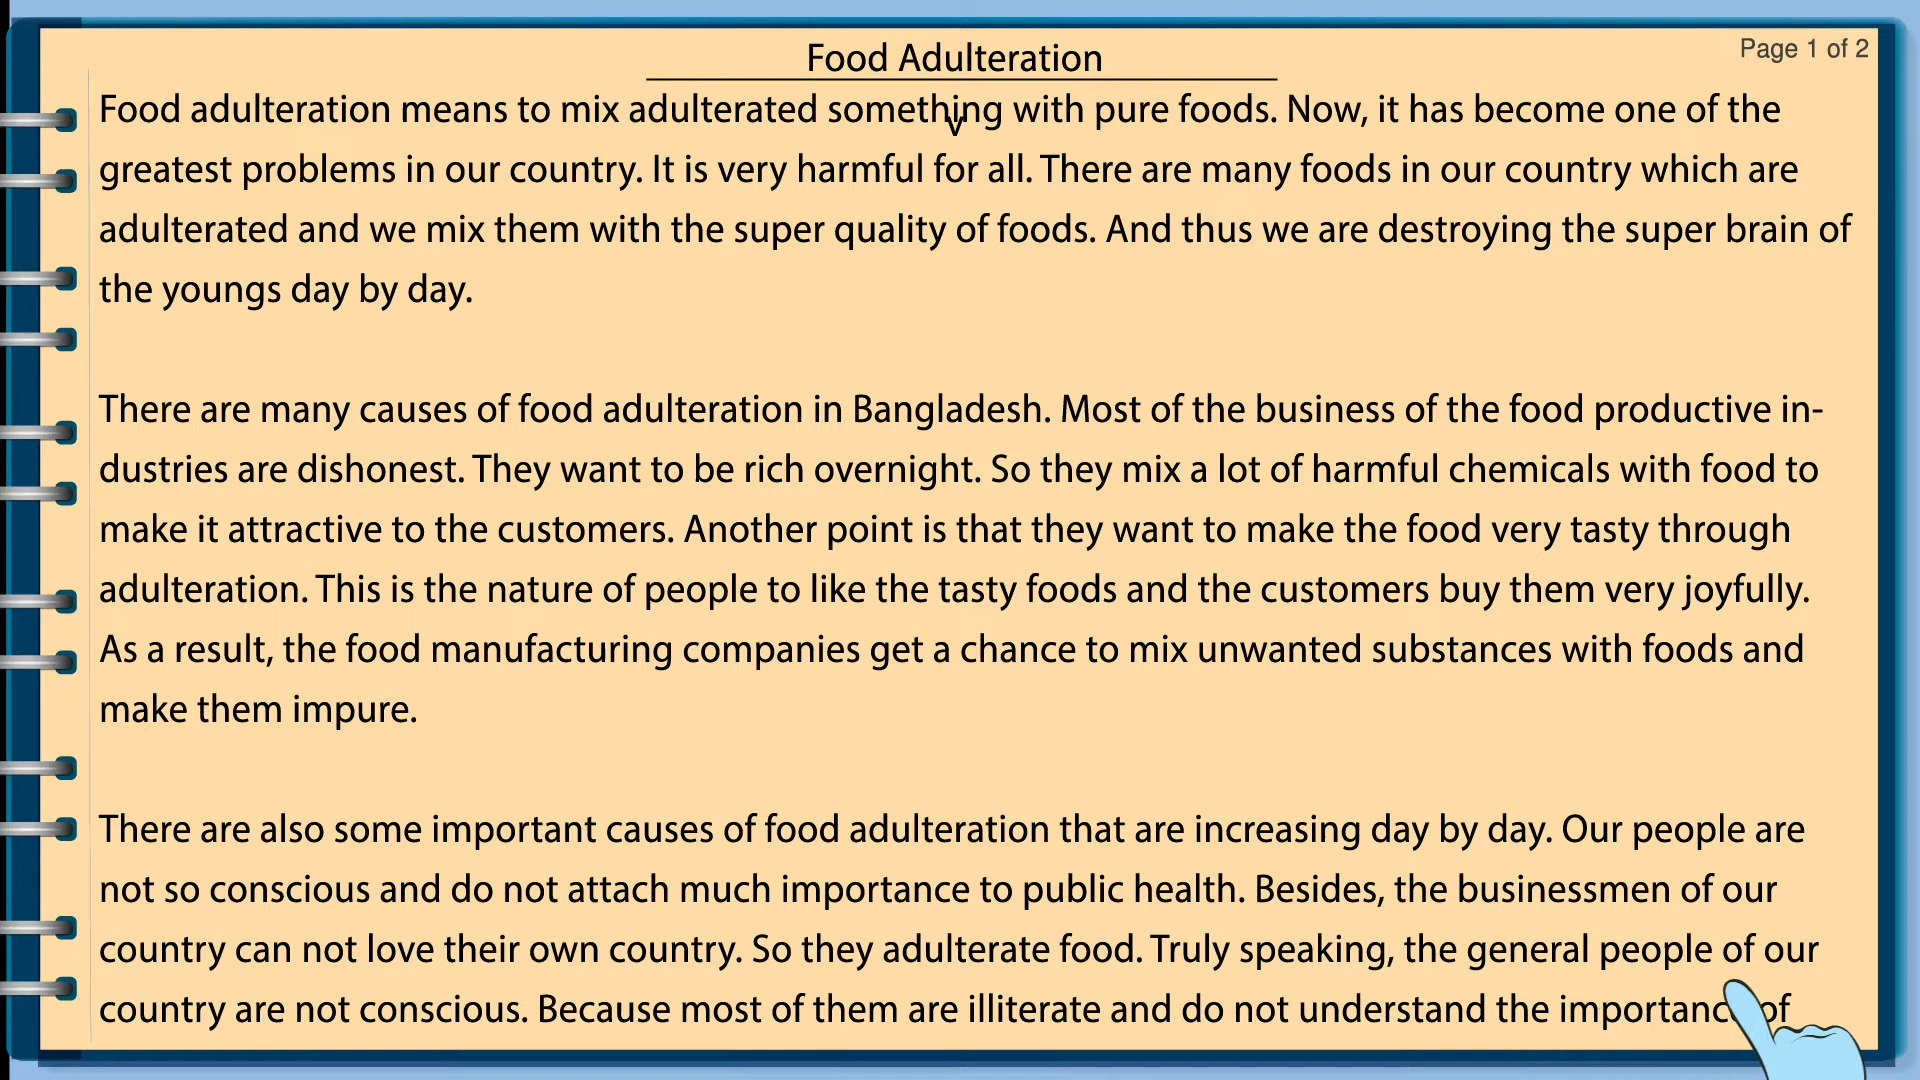 Food Adulteration
Page 1 of 2
Food adulteration means to mix adulterated something with pure foods. Now, it has become one of the
v
greatest problems in our country. It is very harmful for all. There are many foods in our country which are
adulterated and we mix them with the super quality of foods. And thus we are destroying the super brain of
the youngs day by day.
There are many causes of food adulteration in Bangladesh. Most of the business of the food productive in-
dustries are dishonest. They want to be rich overnight. So they mix a lot of harmful chemicals with food to
make it attractive to the customers. Another point is that they want to make the food very tasty through
adulteration. This is the nature of people to like the tasty foods and the customers buy them very joyfully.
As a result, the food manufacturing companies get a chance to mix unwanted substances with foods and
make them impure.
There are also some important causes of food adulteration that are increasing day by day. Our people are
not so conscious and do not attach much importance to public health. Besides, the businessmen of our
country can not love their own country. So they adulterate food. Truly speaking, the general people of our
country are not conscious. Because most of them are illiterate and do not understand the importance of